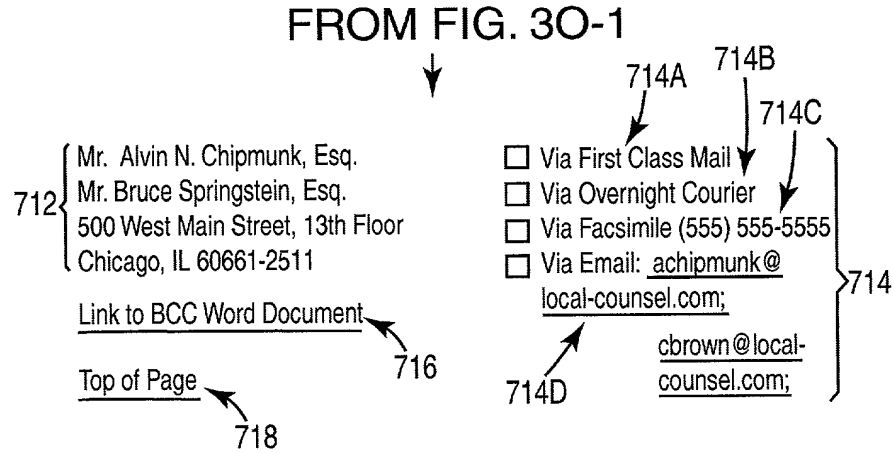 FROM FIG. 3O-1
714A
714B
714C
712
Mr. Alvin N. Chipmunk, Esq.
Mr. Bruce Springstein, Esq.
500 West Main Street, 13th Floor
Chicago, IL 60661-2511
Via First Class Mail
Via Overnight Courier
Via Facsimile (555) 555-5555
Via Email: achipmunk@
local-counsel.com;
cbrown@local-
counsel.com;
714
714D
Link to BCC Word Document
716
Top of Page
718